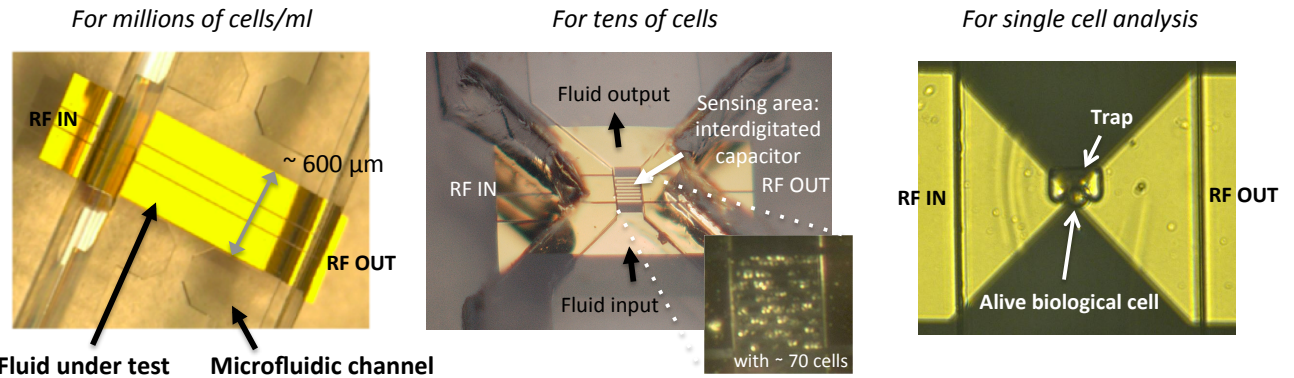 For millions of cells/ml
For tens of cells
For single cell analysis
RF IN
~ 600 µm
RF OUT
Fluid under test
Microfluidic channel
Fluid output
Sensing area:
interdigitated
capacitor
RF IN
RF OUT
Fluid input
with ~ 70 cells
Trap
RF IN
RF OUT
Alive biological cell